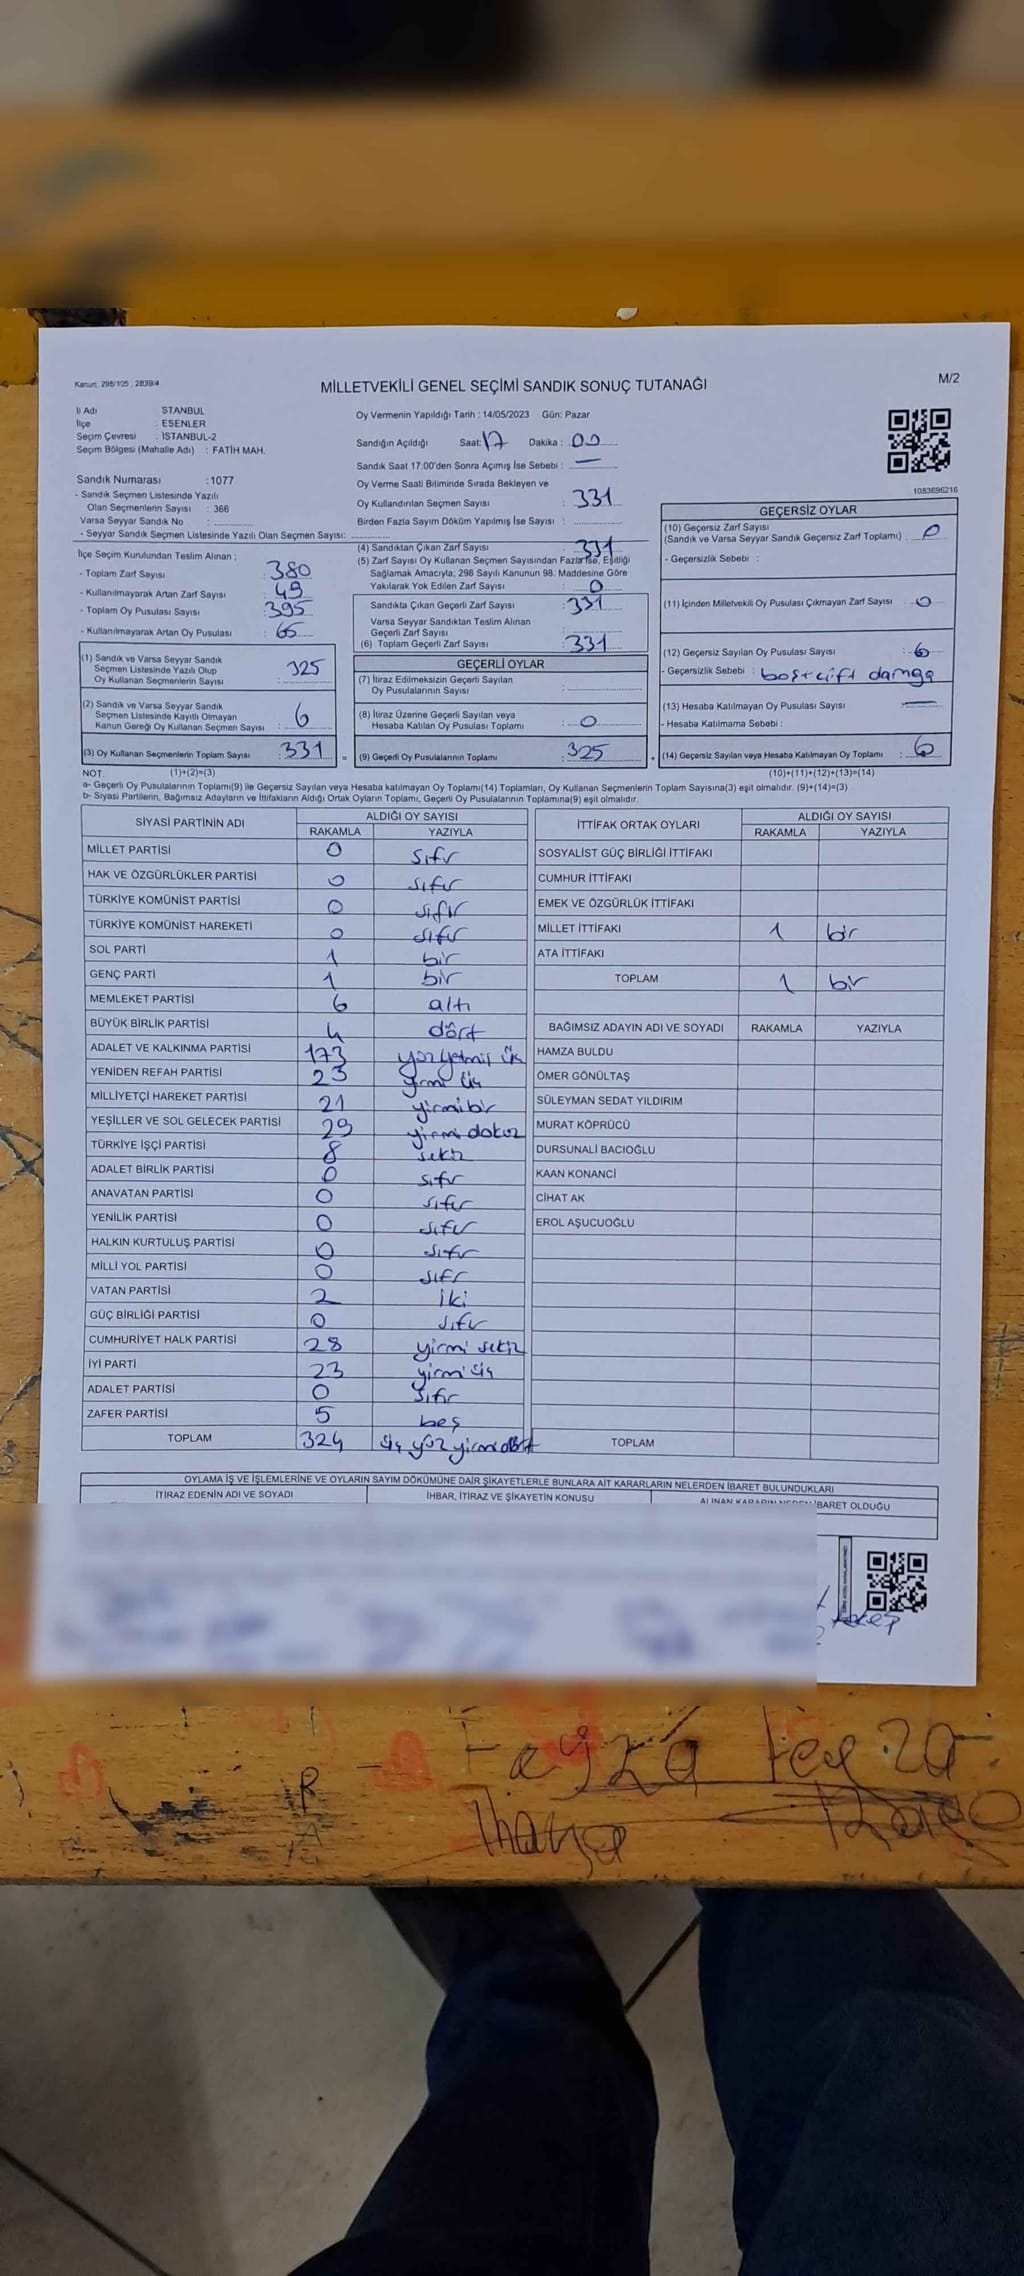 Kanun: 298/105 , 2839/4
MİLLETVEKİLİ GENEL SEÇİMİ SANDIK SONUÇ TUTANAĞI
M/2
İl Adı : STANBUL
İlçe : ESENLER
Seçim Çevresi : İSTANBUL-2
Seçim Bölgesi (Mahalle Adı) : FATİH MAH.
Sandık Numarası : 1077
- Sandık Seçmen Listesinde Yazılı
Olan Seçmenlerin Sayısı : 366
Varsa Seyyar Sandık No :
- Seyyar Sandık Seçmen Listesinde Yazılı Olan Seçmen Sayısı:
Oy Vermenin Yapıldığı Tarih : 14/05/2023 Gün: Pazar
Sandığın Açıldığı Saat: 17 Dakika : 00
Sandık Saat 17:00'den Sonra Açımış İse Sebebi : —
Oy Verme Saati Bitiminde Sırada Bekleyen ve
Oy Kullandırılan Seçmen Sayısı : 331
Birden Fazla Sayım Döküm Yapılmış İse Sayısı :
1083696216
İlçe Seçim Kurulundan Teslim Alınan ;
- Toplam Zarf Sayısı : 380
- Kullanılmayarak Artan Zarf Sayısı : 49
- Toplam Oy Pusulası Sayısı : 395
- Kullanılmayarak Artan Oy Pusulası : 65
(4) Sandıktan Çıkan Zarf Sayısı : 331
(5) Zarf Sayısı Oy Kullanan Seçmen Sayısından Fazla İse, Eşitliği
Sağlamak Amacıyla; 298 Sayılı Kanunun 98. Maddesine Göre
Yakılarak Yok Edilen Zarf Sayısı : 0
Sandıkta Çıkan Geçerli Zarf Sayısı : 331
Varsa Seyyar Sandıktan Teslim Alınan
Geçerli Zarf Sayısı :
(6) Toplam Geçerli Zarf Sayısı : 331
GEÇERSİZ OYLAR
(10) Geçersiz Zarf Sayısı
(Sandık ve Varsa Seyyar Sandık Geçersiz Zarf Toplamı) : 0
- Geçersizlik Sebebi :
(11) İçinden Milletvekili Oy Pusulası Çıkmayan Zarf Sayısı : 0
(12) Geçersiz Sayılan Oy Pusulası Sayısı : 6
- Geçersizlik Sebebi : boş+çift damga
(13) Hesaba Katılmayan Oy Pusulası Sayısı —
- Hesaba Katılmama Sebebi :
(14) Geçersiz Sayılan veya Hesaba Katılmayan Oy Toplamı : 6
(1) Sandık ve Varsa Seyyar Sandık
Seçmen Listesinde Yazılı Olup
Oy Kullanan Seçmenlerin Sayısı : 325
(2) Sandık ve Varsa Seyyar Sandık
Seçmen Listesinde Kayıtlı Olmayan
Kanun Gereği Oy Kullanan Seçmen Sayısı : 6
(3) Oy Kullanan Seçmenlerin Toplam Sayısı : 331
GEÇERLİ OYLAR
(7) İtiraz Edilmeksizin Geçerli Sayılan
Oy Pusulalarının Sayısı :
(8) İtiraz Üzerine Geçerli Sayılan veya
Hesaba Katılan Oy Pusulası Toplamı : 0
(9) Geçerli Oy Pusulalarının Toplamı : 325
NOT. (1)+(2)=(3)
(10)+(11)+(12)+(13)=(14)
a- Geçerli Oy Pusulalarının Toplamı(9) ile Geçersiz Sayılan veya Hesaba katılmayan Oy Toplamı(14) Toplamları, Oy Kullanan Seçmenlerin Toplam Sayısına(3) eşit olmalıdır. (9)+(14)=(3)
b- Siyasi Partilerin, Bağımsız Adayların ve İttifakların Aldığı Ortak Oyların Toplamı, Geçerli Oy Pusulalarının Toplamına(9) eşit olmalıdır.
SİYASİ PARTİNİN ADI ALDIĞI OY SAYISI
RAKAMLA YAZIYLA
MİLLET PARTİSİ 0 sıfır
HAK VE ÖZGÜRLÜKLER PARTİSİ 0 sıfır
TÜRKİYE KOMÜNİST PARTİSİ 0 sıfır
TÜRKİYE KOMÜNİST HAREKETİ 0 sıfır
SOL PARTİ 1 bir
GENÇ PARTİ 1 bir
MEMLEKET PARTİSİ 6 altı
BÜYÜK BİRLİK PARTİSİ 4 dört
ADALET VE KALKINMA PARTİSİ 173 yüz yetmiş üç
YENİDEN REFAH PARTİSİ 23 yirmi üç
MİLLİYETÇİ HAREKET PARTİSİ 21 yirmi bir
YEŞİLLER VE SOL GELECEK PARTİSİ 29 yirmi dokuz
TÜRKİYE İŞÇİ PARTİSİ 8 sekiz
ADALET BİRLİK PARTİSİ 0 sıfır
ANAVATAN PARTİSİ 0 sıfır
YENİLİK PARTİSİ 0 sıfır
HALKIN KURTULUŞ PARTİSİ 0 sıfır
MİLLİ YOL PARTİSİ 0 sıfır
VATAN PARTİSİ 2 iki
GÜÇ BİRLİĞİ PARTİSİ 0 sıfır
CUMHURİYET HALK PARTİSİ 28 yirmi sekiz
İYİ PARTİ 23 yirmi üç
ADALET PARTİSİ 0 sıfır
ZAFER PARTİSİ 5 beş
TOPLAM 324 üç yüz yirmi dört
İTTİFAK ORTAK OYLARI ALDIĞI OY SAYISI
RAKAMLA YAZIYLA
SOSYALİST GÜÇ BİRLİĞİ İTTİFAKI
CUMHUR İTTİFAKI
EMEK VE ÖZGÜRLÜK İTTİFAKI
MİLLET İTTİFAKI 1 bir
ATA İTTİFAKI
TOPLAM 1 bir
BAĞIMSIZ ADAYIN ADI VE SOYADI RAKAMLA YAZIYLA
HAMZA BULDU
ÖMER GÖNÜLTAŞ
SÜLEYMAN SEDAT YILDIRIM
MURAT KÖPRÜCÜ
DURSUNALİ BACIOĞLU
KAAN KONANCİ
CİHAT AK
EROL AŞUCUOĞLU
TOPLAM
OYLAMA İŞ VE İŞLEMLERİNE VE OYLARIN SAYIM DÖKÜMÜNE DAİR ŞİKAYETLERLE BUNLARA AİT KARARLARIN NELERDEN İBARET BULUNDUKLARI
İTİRAZ EDENİN ADI VE SOYADI İHBAR, İTİRAZ VE ŞİKAYETİN KONUSU ALINAN KARARIN NEDEN İBARET OLDUĞU
Feyza Feyza